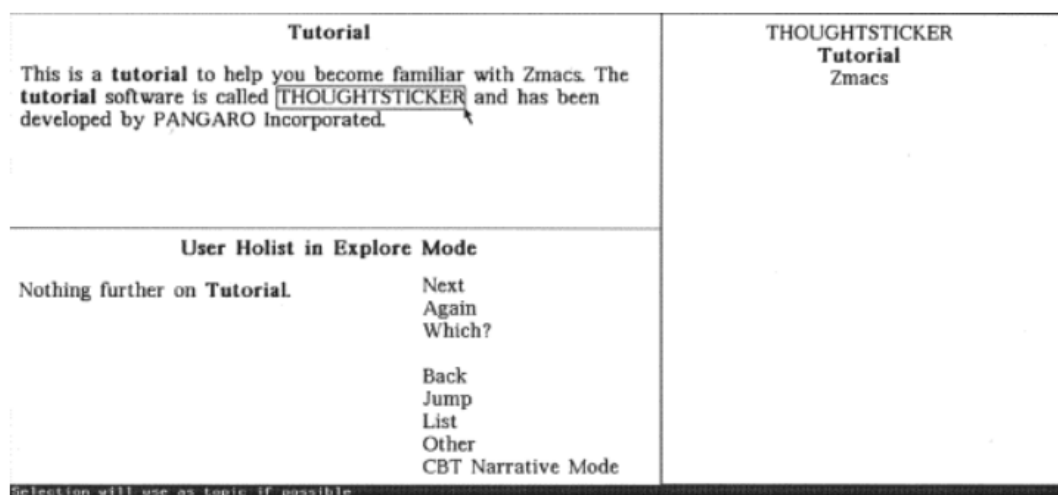 Tutorial
This is a tutorial to help you become familiar with Zmacs. The
tutorial software is called THOUGHTSTICKER and has been
developed by PANGARO Incorporated.
User Holist in Explore Mode
Nothing further on Tutorial.
Next
Again
Which?
Back
Jump
List
Other
CBT Narrative Mode
THOUGHTSTICKER
Tutorial
Zmacs
Selection will use as topic if possible